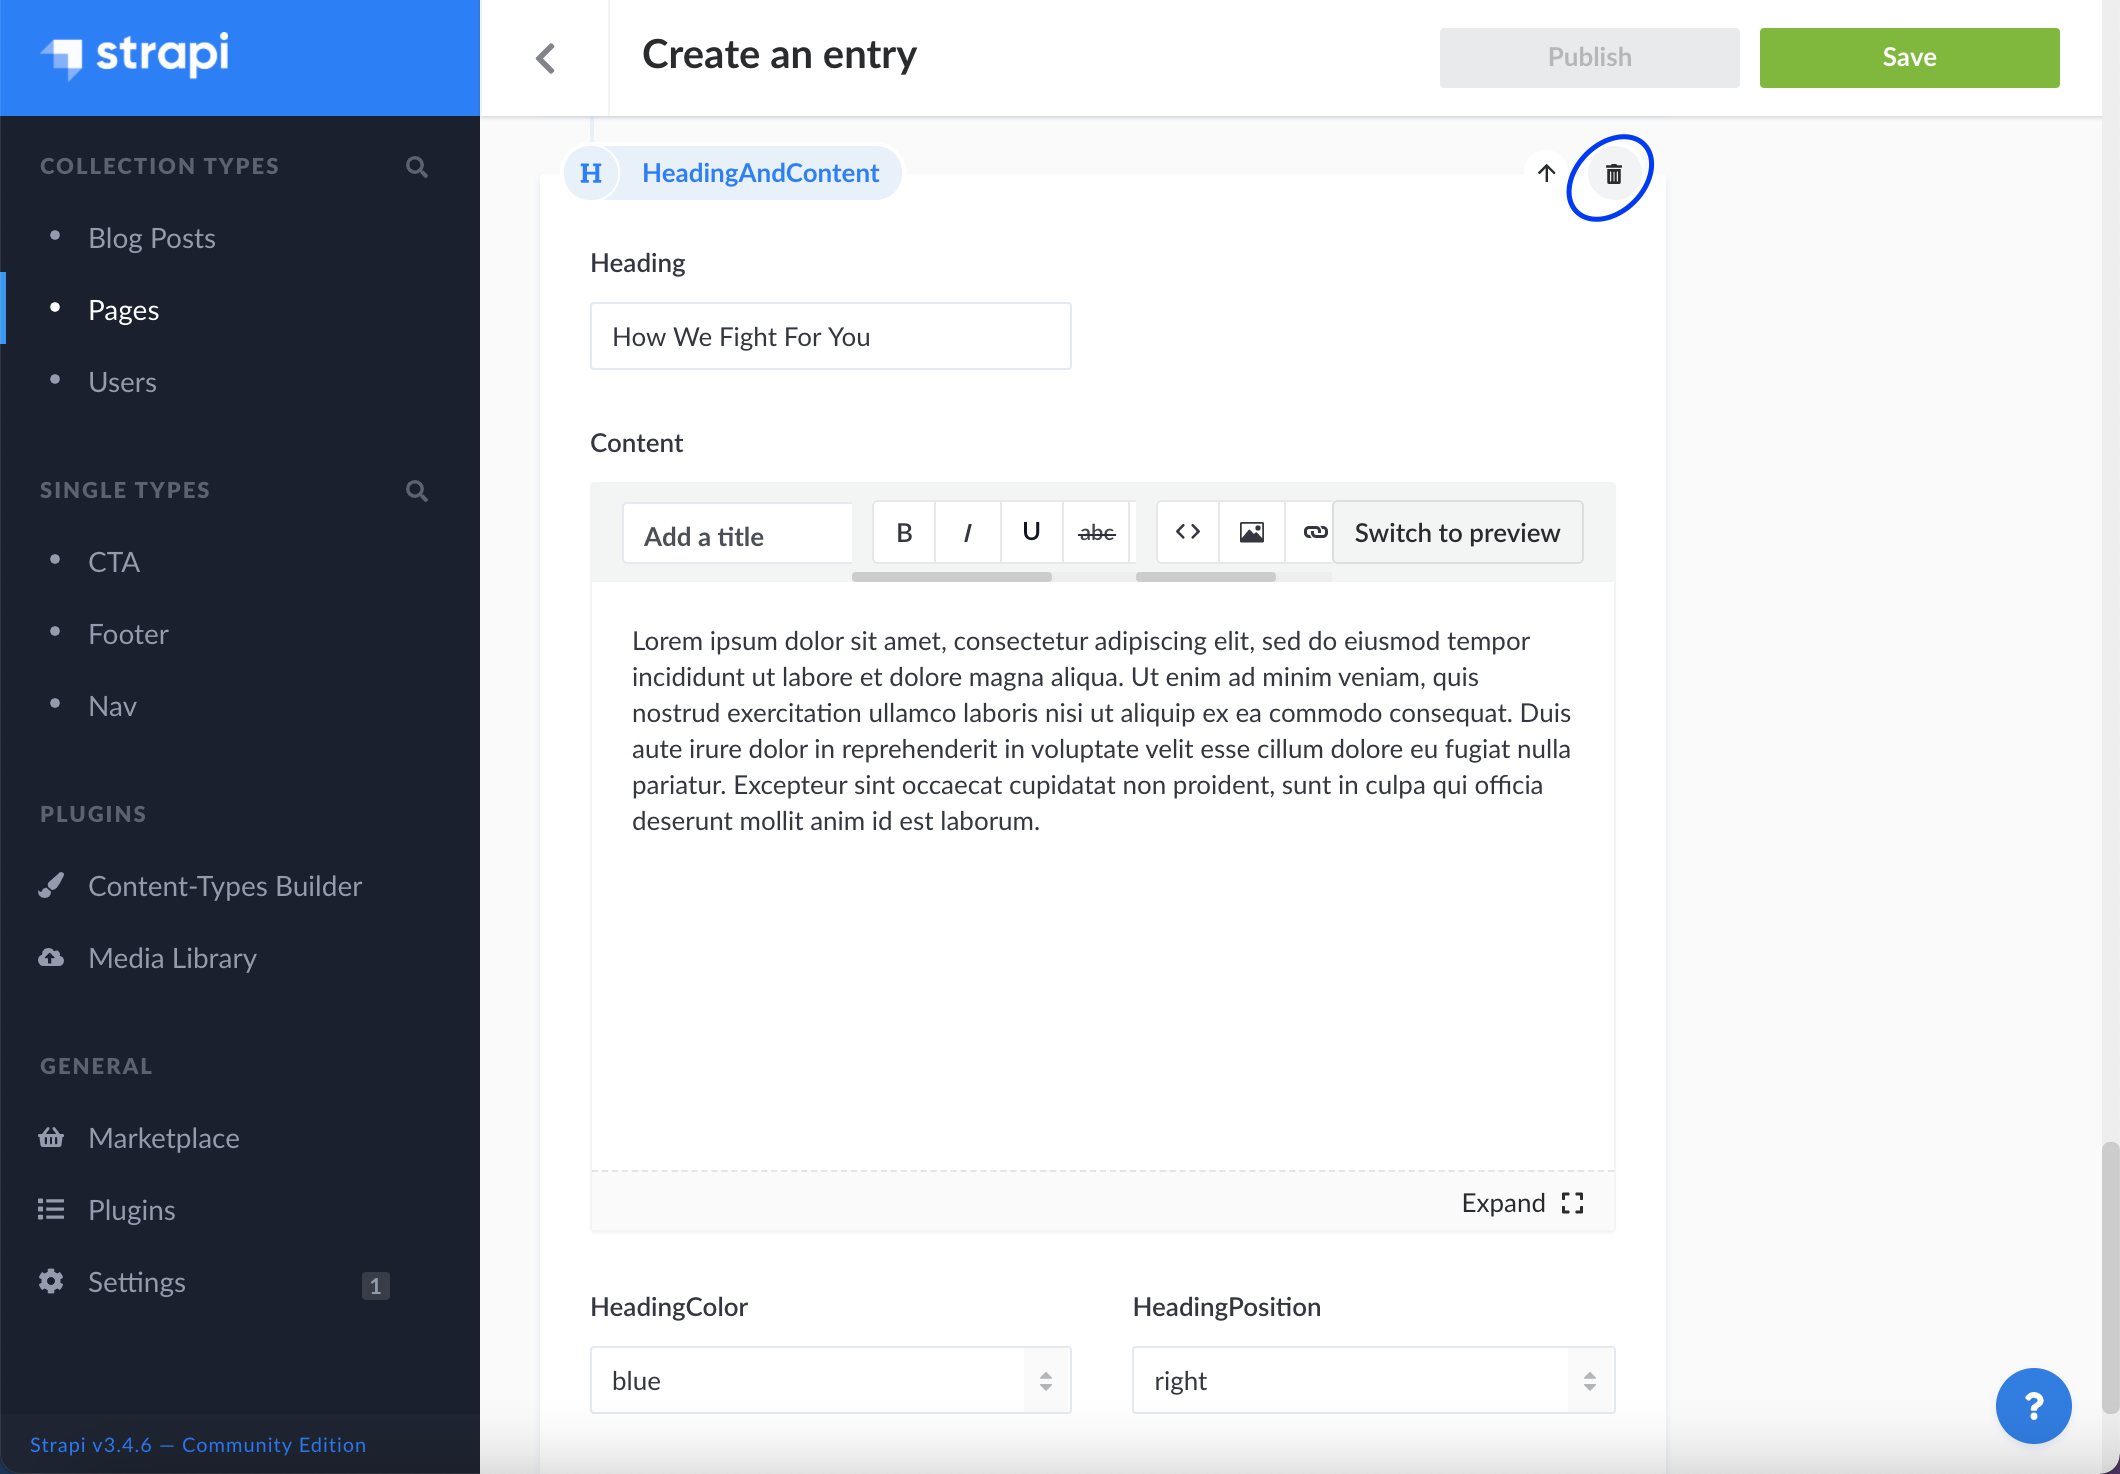 strapi
COLLECTION TYPES
Blog Posts
Pages
Users
SINGLE TYPES
CTA
Footer
Nav
PLUGINS
Content-Types Builder
Media Library
GENERAL
Marketplace
Plugins
Settings
1
Strapi v3.4.6 — Community Edition
Create an entry
Publish
Save
H HeadingAndContent
Heading
How We Fight For You
Content
Add a title
B I U abc
Switch to preview
Lorem ipsum dolor sit amet, consectetur adipiscing elit, sed do eiusmod tempor
incididunt ut labore et dolore magna aliqua. Ut enim ad minim veniam, quis
nostrud exercitation ullamco laboris nisi ut aliquip ex ea commodo consequat. Duis
aute irure dolor in reprehenderit in voluptate velit esse cillum dolore eu fugiat nulla
pariatur. Excepteur sint occaecat cupidatat non proident, sunt in culpa qui officia
deserunt mollit anim id est laborum.
Expand
HeadingColor
blue
HeadingPosition
right
?